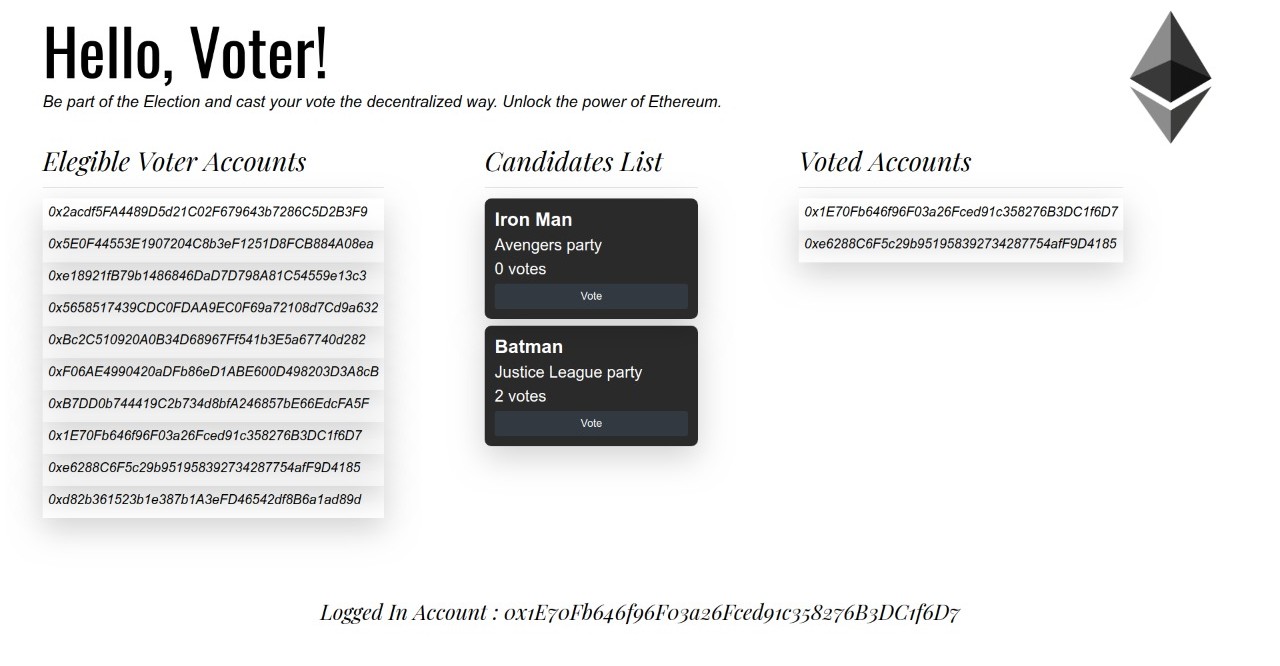 Hello, Voter!
Be part of the Election and cast your vote the decentralized way. Unlock the power of Ethereum.
Elegible Voter Accounts
0x2acdf5FA4489D5d21C02F679643b7286C5D2B3F9
0x5E0F44553E1907204C8b3eF1251D8FCB884A08ea
0xe18921fB79b1486846DaD7D798A81C54559e13c3
0x5658517439CDC0FDAA9EC0F69a72108d7Cd9a632
0xBc2C510920A0B34D68967Ff541b3E5a67740d282
0xF06AE4990420aDFb86eD1ABE600D498203D3A8cB
0xB7DD0b744419C2b734d8bfA246857bE66EdcFA5F
0x1E70Fb646f96F03a26Fced91c358276B3DC1f6D7
0xe6288C6F5c29b951958392734287754afF9D4185
0xd82b361523b1e387b1A3eFD46542df8B6a1ad89d
Candidates List
Iron Man
Avengers party
0 votes
Vote
Batman
Justice League party
2 votes
Vote
Voted Accounts
0x1E70Fb646f96F03a26Fced91c358276B3DC1f6D7
0xe6288C6F5c29b951958392734287754afF9D4185
Logged In Account : 0x1E70Fb646f96F03a26Fced91c358276B3DC1f6D7